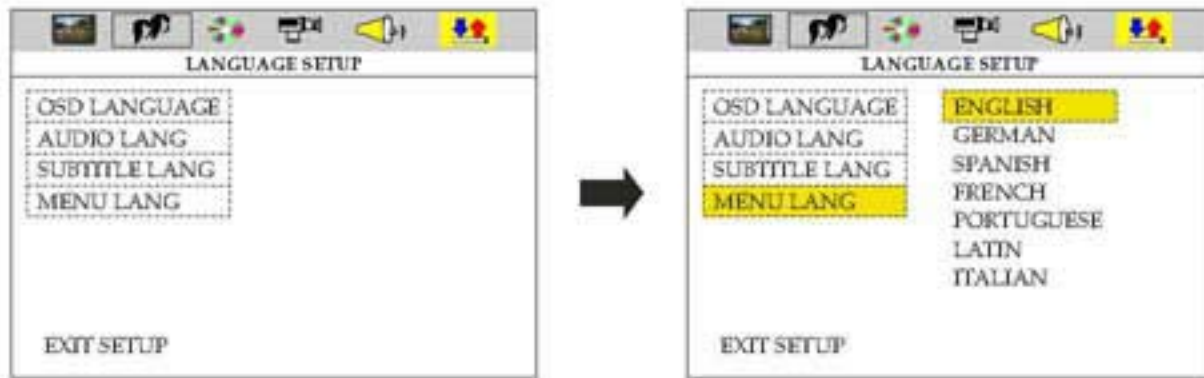 LANGUAGE SETUP
OSD LANGUAGE
AUDIO LANG
SUBTITLE LANG
MENU LANG
EXIT SETUP
LANGUAGE SETUP
OSD LANGUAGE
AUDIO LANG
SUBTITLE LANG
MENU LANG
ENGLISH
GERMAN
SPANISH
FRENCH
PORTUGUESE
LATIN
ITALIAN
EXIT SETUP